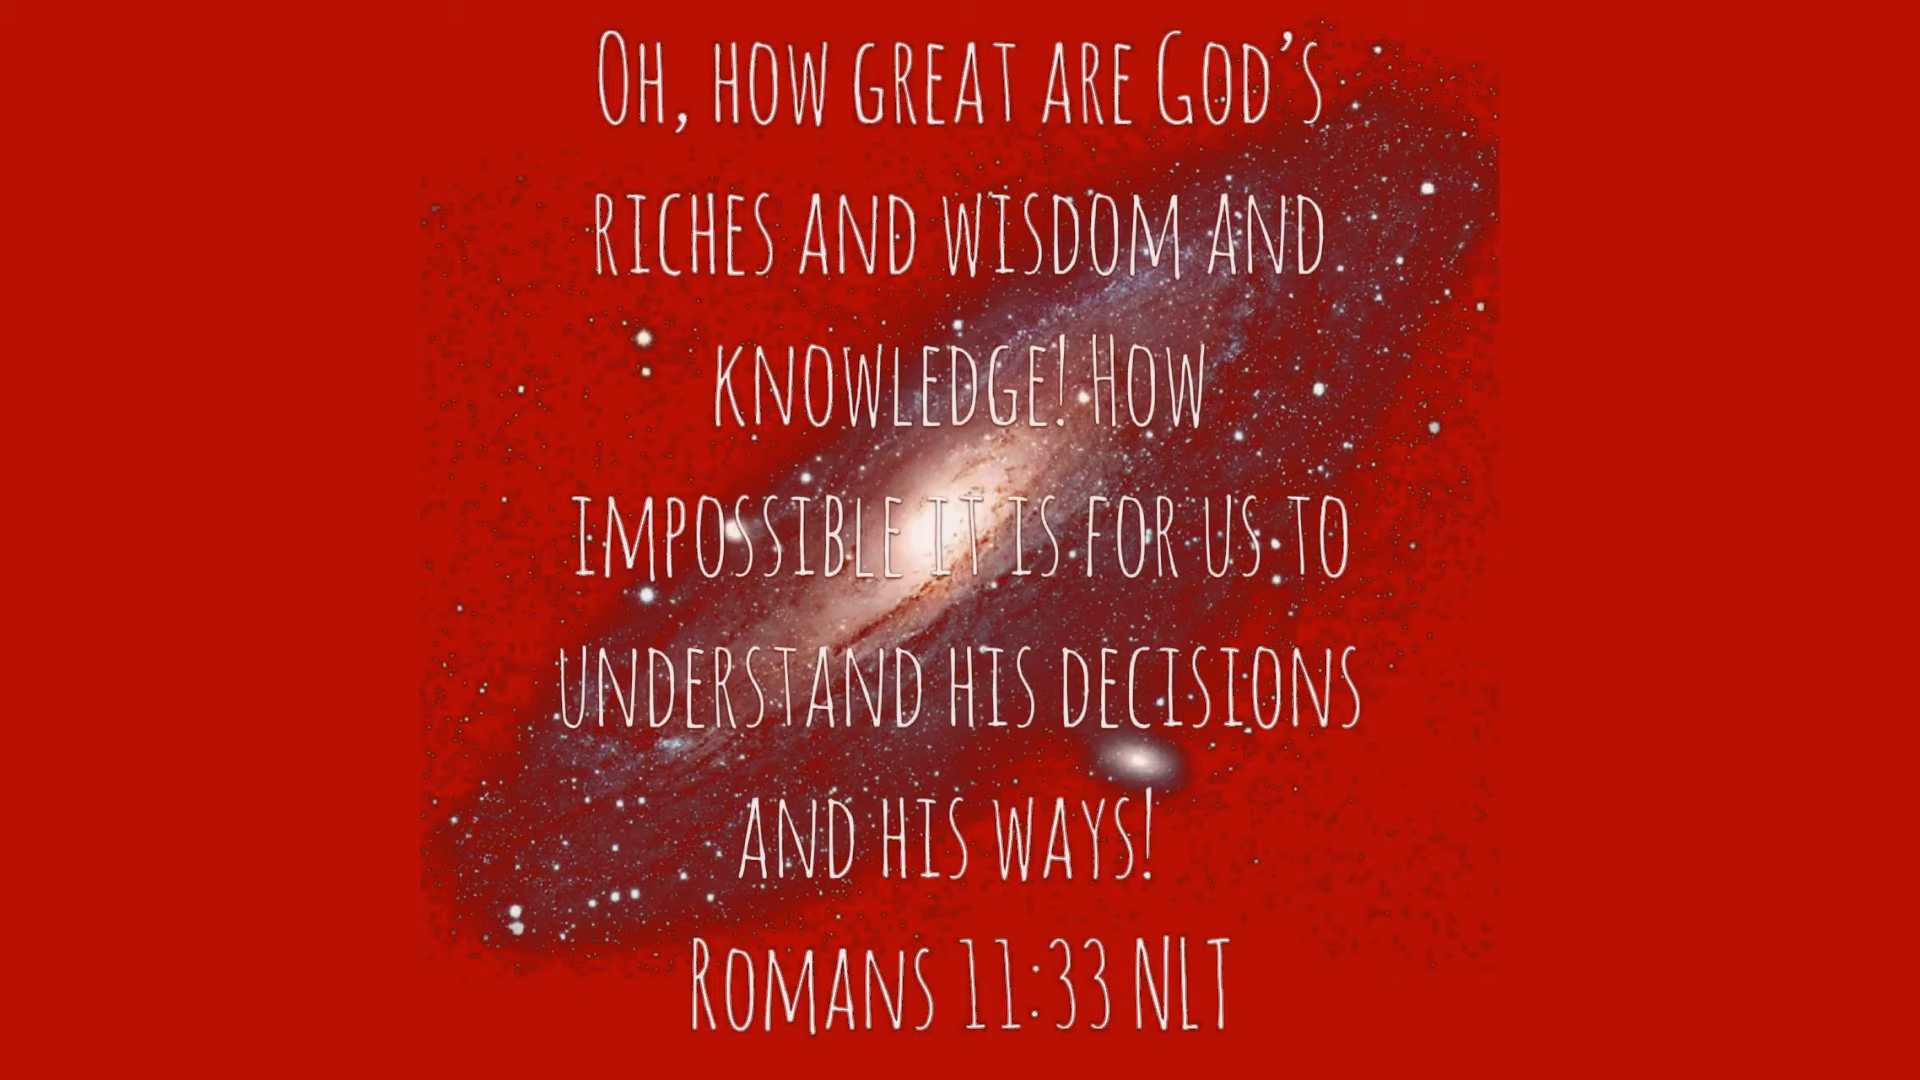 Oh, how great are God’s
riches and wisdom and
knowledge! How
impossible it is for us to
understand his decisions
and his ways!
Romans 11:33 NLT